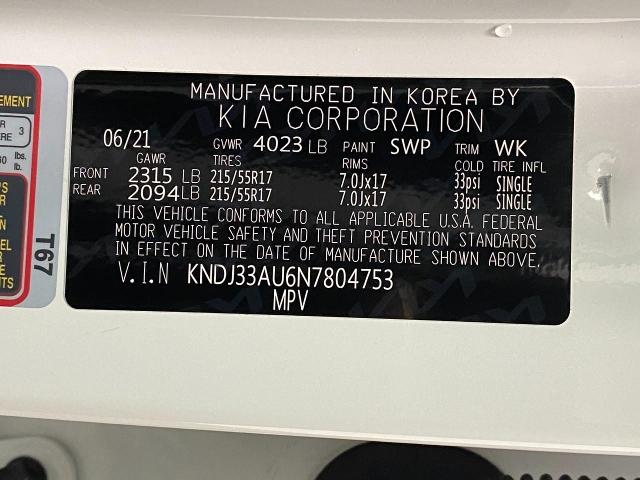 MANUFACTURED IN KOREA BY
KIA CORPORATION
06/21 GVWR 4023 LB PAINT SWP TRIM WK
GAWR TIRES RIMS COLD TIRE INFL
FRONT 2315 LB 215/55R17 7.0Jx17 33psi SINGLE
REAR 2094 LB 215/55R17 7.0Jx17 33psi SINGLE
THIS VEHICLE CONFORMS TO ALL APPLICABLE U.S.A. FEDERAL
MOTOR VEHICLE SAFETY AND THEFT PREVENTION STANDARDS
IN EFFECT ON THE DATE OF MANUFACTURE SHOWN ABOVE.
V.I.N KNDJ33AU6N7804753
MPV
3
lbs.
kg.
T67